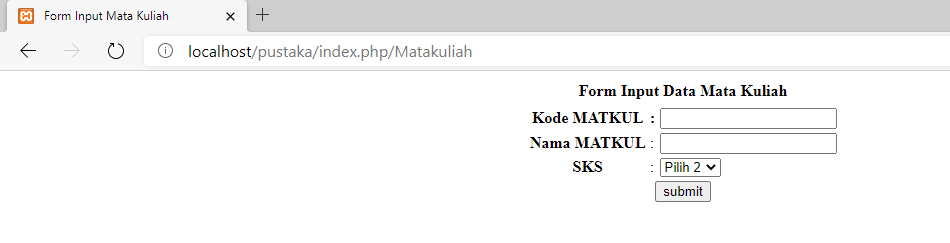 Form Input Mata Kuliah
localhost/pustaka/index.php/Matakuliah
Form Input Data Mata Kuliah
Kode MATKUL :
Nama MATKUL :
SKS : Pilih 2
submit